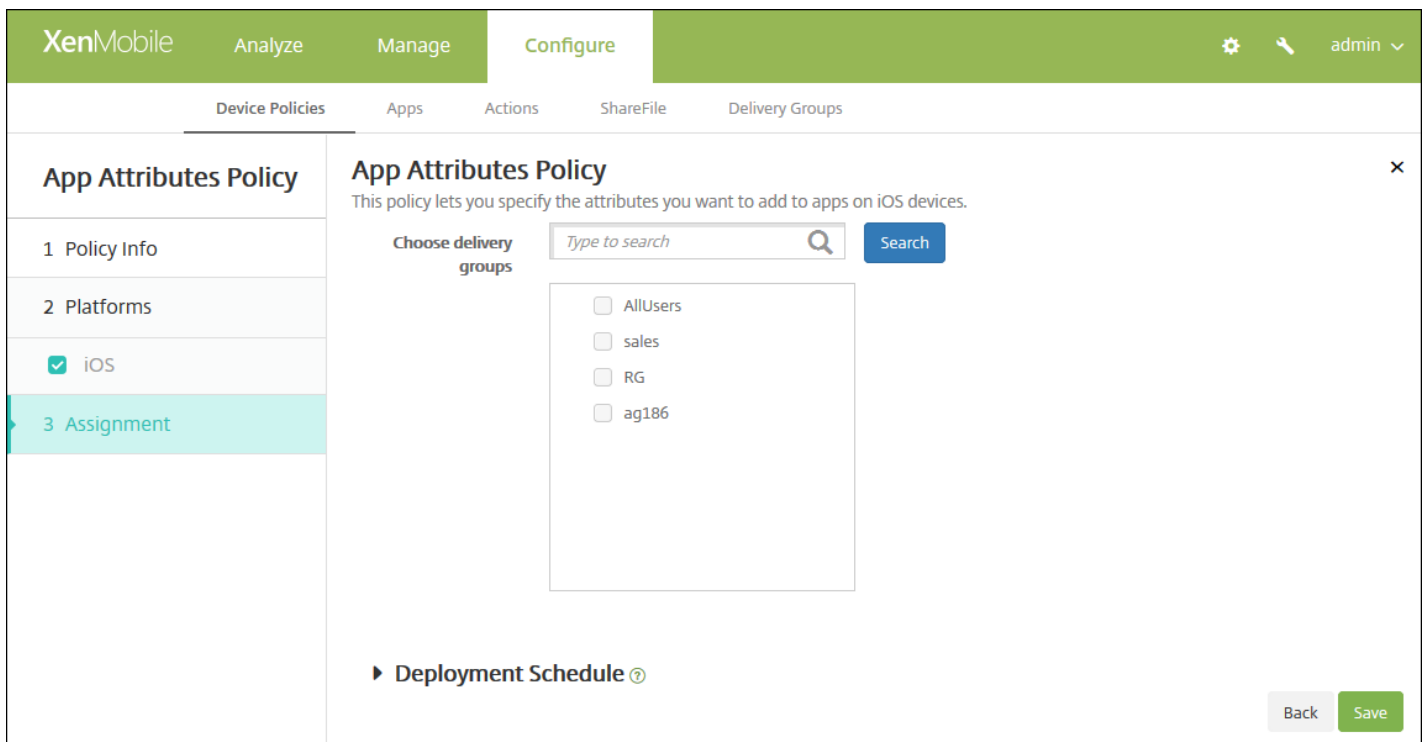 XenMobile Analyze Manage Configure admin
Device Policies Apps Actions ShareFile Delivery Groups
App Attributes Policy
1 Policy Info
2 Platforms
iOS
3 Assignment
App Attributes Policy
This policy lets you specify the attributes you want to add to apps on iOS devices.
Choose delivery
groups
Type to search
Search
AllUsers
sales
RG
ag186
Deployment Schedule ?
Back Save